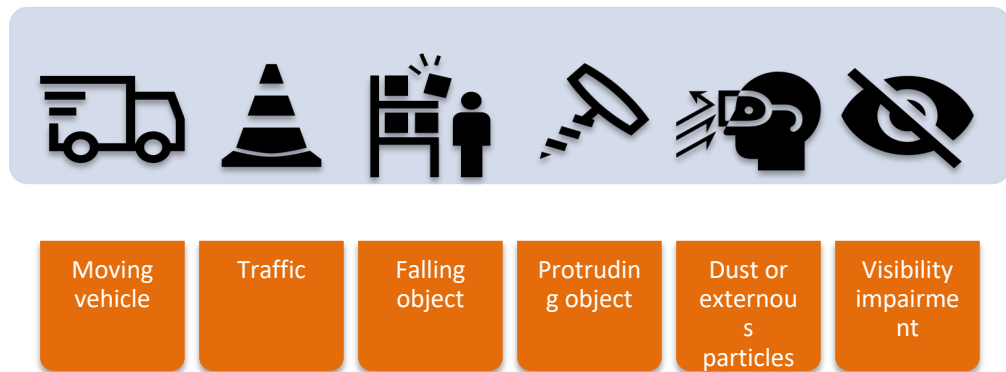 Moving
vehicle
Traffic
Falling
object
Protrudin
g object
Dust or
externou
s
particles
Visibility
impairme
nt